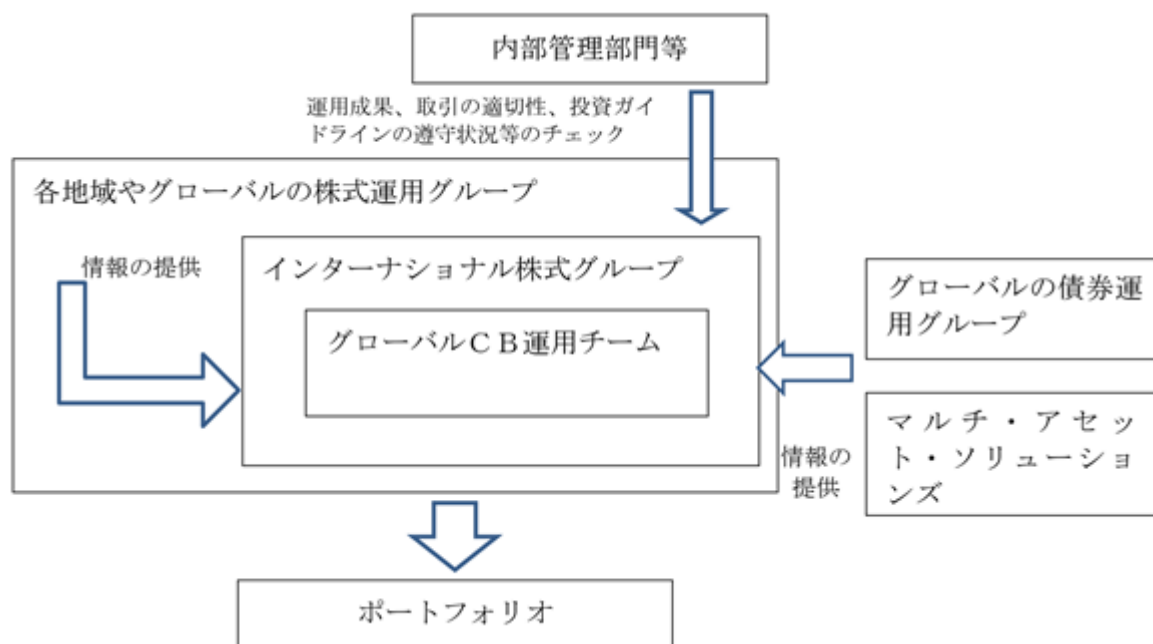 内部管理部門等
運用成果、取引の適切性、投資ガイ
ドラインの遵守状況等のチェック
各地域やグローバルの株式運用グループ
情報の提供
インターナショナル株式グループ
グローバルＣＢ運用チーム
グローバルの債券運
用グループ
マルチ・アセッ
ト・ソリューショ
ンズ
情報の
提供
ポートフォリオ